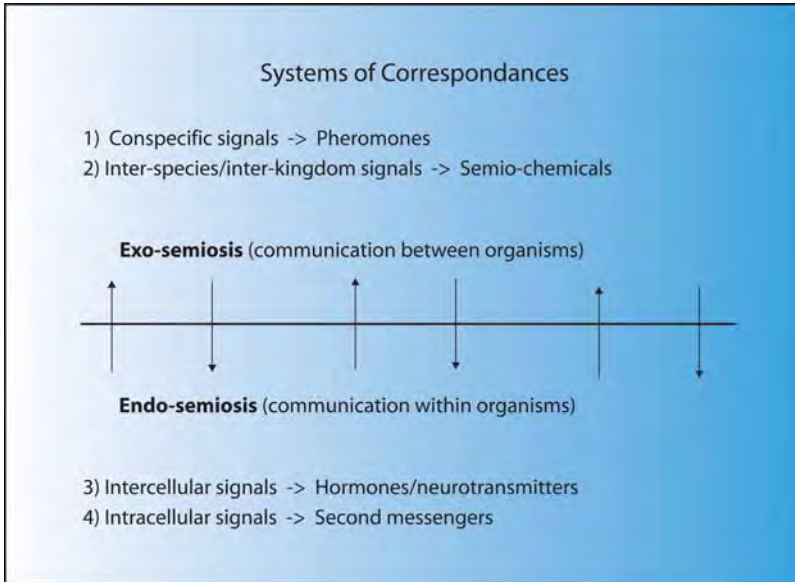 Systems of Correspondances
1) Conspecific signals -> Pheromones
2) Inter-species/inter-kingdom signals -> Semio-chemicals
Exo-semiosis (communication between organisms)
Endo-semiosis (communication within organisms)
3) Intercellular signals -> Hormones/neurotransmitters
4) Intracellular signals -> Second messengers